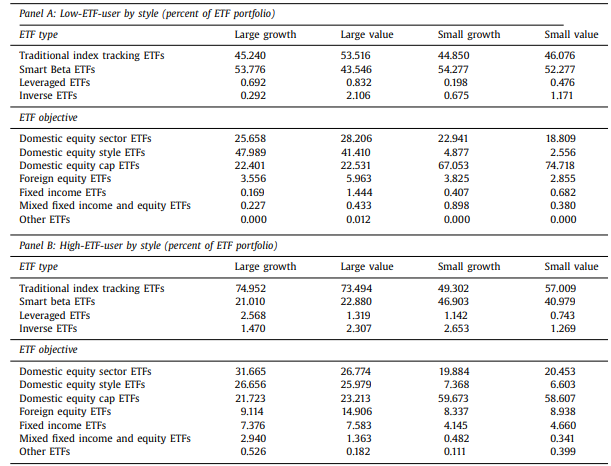 Panel A: Low-ETF-user by style (percent of ETF portfolio)
ETF type Large growth Large value Small growth Small value
Traditional index tracking ETFs 45.240 53.516 44.850 46.076
Smart Beta ETFs 53.776 43.546 54.277 52.277
Leveraged ETFs 0.692 0.832 0.198 0.476
Inverse ETFs 0.292 2.106 0.675 1.171
ETF objective
Domestic equity sector ETFs 25.658 28.206 22.941 18.809
Domestic equity style ETFs 47.989 41.410 4.877 2.556
Domestic equity cap ETFs 22.401 22.531 67.053 74.718
Foreign equity ETFs 3.556 5.963 3.825 2.855
Fixed income ETFs 0.169 1.444 0.407 0.682
Mixed fixed income and equity ETFs 0.227 0.433 0.898 0.380
Other ETFs 0.000 0.012 0.000 0.000
Panel B: High-ETF-user by style (percent of ETF portfolio)
ETF type Large growth Large value Small growth Small value
Traditional index tracking ETFs 74.952 73.494 49.302 57.009
Smart beta ETFs 21.010 22.880 46.903 40.979
Leveraged ETFs 2.568 1.319 1.142 0.743
Inverse ETFs 1.470 2.307 2.653 1.269
ETF objective
Domestic equity sector ETFs 31.665 26.774 19.884 20.453
Domestic equity style ETFs 26.656 25.979 7.368 6.603
Domestic equity cap ETFs 21.723 23.213 59.673 58.607
Foreign equity ETFs 9.114 14.906 8.337 8.938
Fixed income ETFs 7.376 7.583 4.145 4.660
Mixed fixed income and equity ETFs 2.940 1.363 0.482 0.341
Other ETFs 0.526 0.182 0.111 0.399